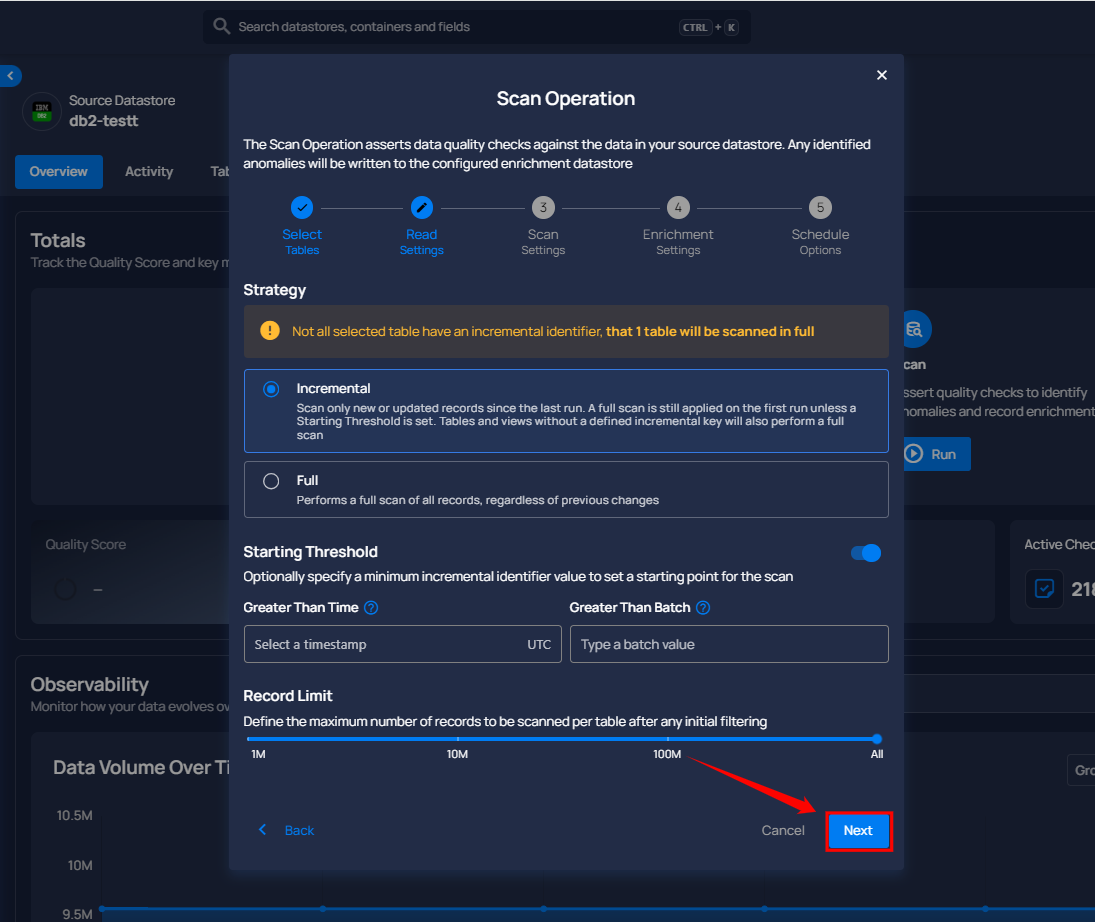 Search datastores, containers and fields
CTRL + K
Source Datastore
IBM
DB2
db2-testt
Overview
Activity
Tab
Totals
Track the Quality Score and key m
Quality Score
–
Observability
Monitor how your data evolves ov
Data Volume Over Ti
10.5M
10M
9.5M
Scan Operation
The Scan Operation asserts data quality checks against the data in your source datastore. Any identified
anomalies will be written to the configured enrichment datastore
Select
Tables
Read
Settings
3
Scan
Settings
4
Enrichment
Settings
5
Schedule
Options
Strategy
Not all selected table have an incremental identifier, that 1 table will be scanned in full
Incremental
Scan only new or updated records since the last run. A full scan is still applied on the first run unless a
Starting Threshold is set. Tables and views without a defined incremental key will also perform a full
scan
Full
Performs a full scan of all records, regardless of previous changes
Starting Threshold
Optionally specify a minimum incremental identifier value to set a starting point for the scan
Greater Than Time
Select a timestamp UTC
Greater Than Batch
Type a batch value
Record Limit
Define the maximum number of records to be scanned per table after any initial filtering
1M 10M 100M All
Back
Cancel
Next
can
ssert quality checks to identify
nomalies and record enrichment
Run
Active Chec
218
Gro